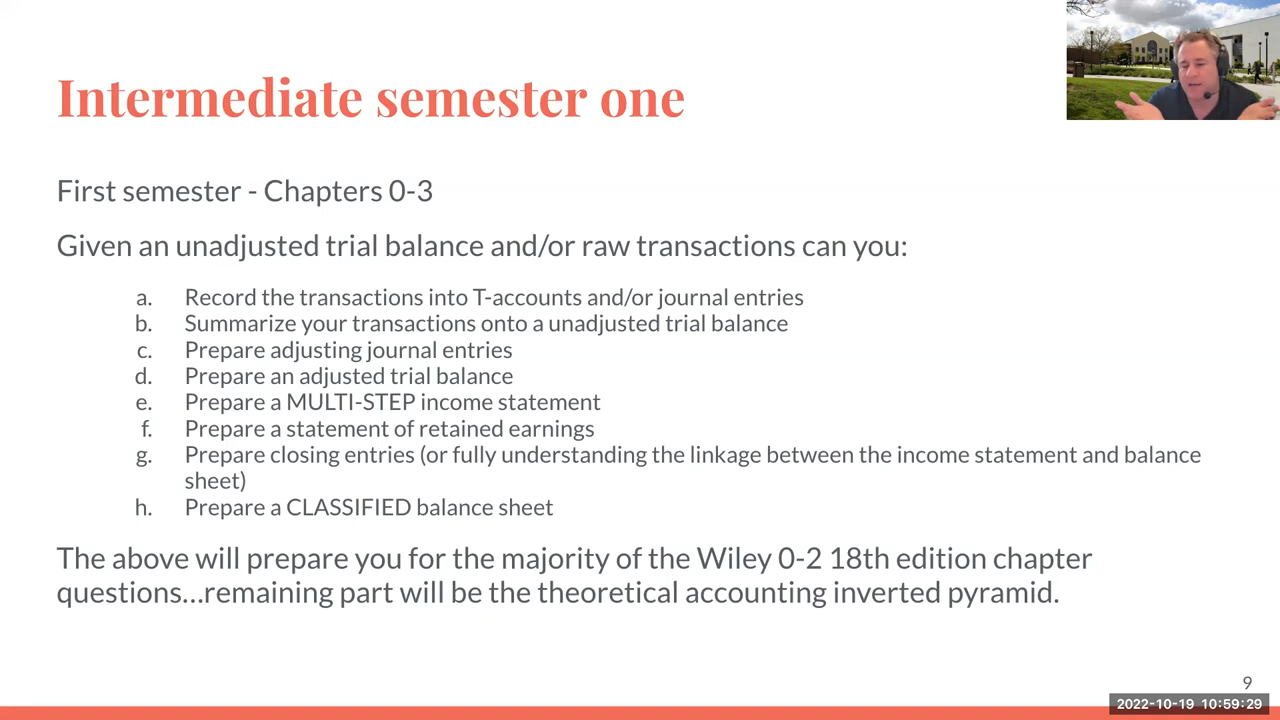 Intermediate semester one
First semester - Chapters 0-3
Given an unadjusted trial balance and/or raw transactions can you:
a. Record the transactions into T-accounts and/or journal entries
b. Summarize your transactions onto a unadjusted trial balance
c. Prepare adjusting journal entries
d. Prepare an adjusted trial balance
e. Prepare a MULTI-STEP income statement
f. Prepare a statement of retained earnings
g. Prepare closing entries (or fully understanding the linkage between the income statement and balance
sheet)
h. Prepare a CLASSIFIED balance sheet
The above will prepare you for the majority of the Wiley 0-2 18th edition chapter
questions...remaining part will be the theoretical accounting inverted pyramid.
9
2022-10-19 10:59:29